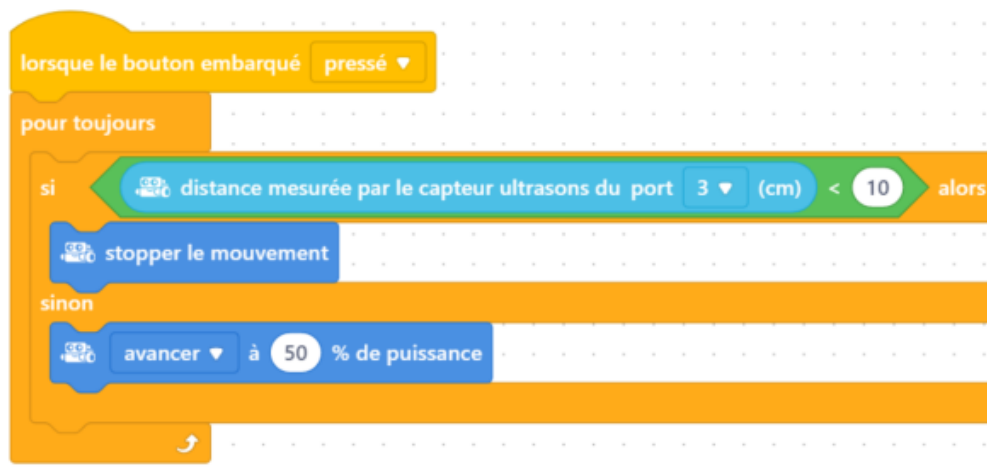 lorsque le bouton embarqué pressé
pour toujours
si distance mesurée par le capteur ultrasons du port 3 (cm) < 10 alors
stopper le mouvement
sinon
avancer à 50 % de puissance